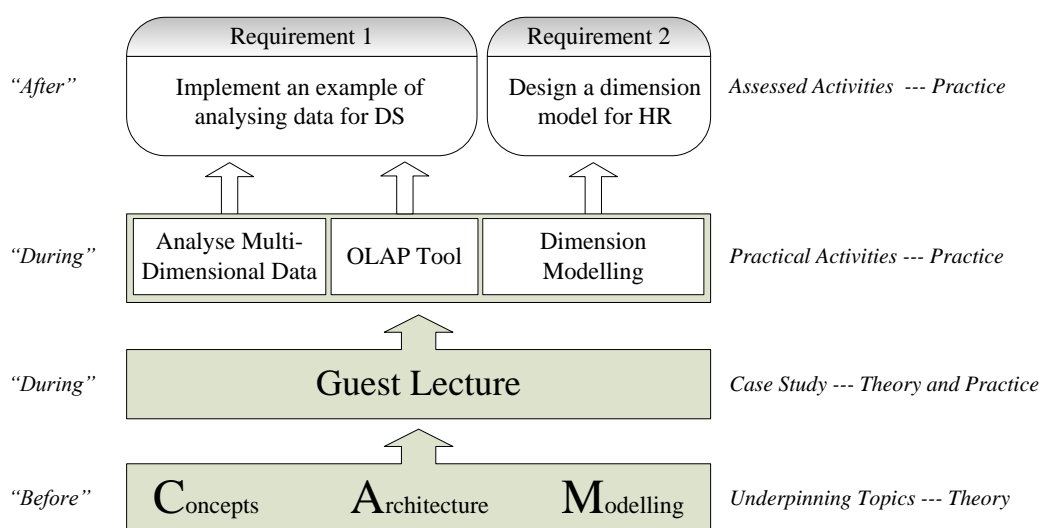 Requirement 1
Requirement 2
“After”
Implement an example of
analysing data for DS
Design a dimension
model for HR
Assessed Activities --- Practice
“During”
Analyse Multi-
Dimensional Data
OLAP Tool
Dimension
Modelling
Practical Activities --- Practice
“During”
Guest Lecture
Case Study --- Theory and Practice
“Before”
Concepts
Architecture
Modelling
Underpinning Topics --- Theory